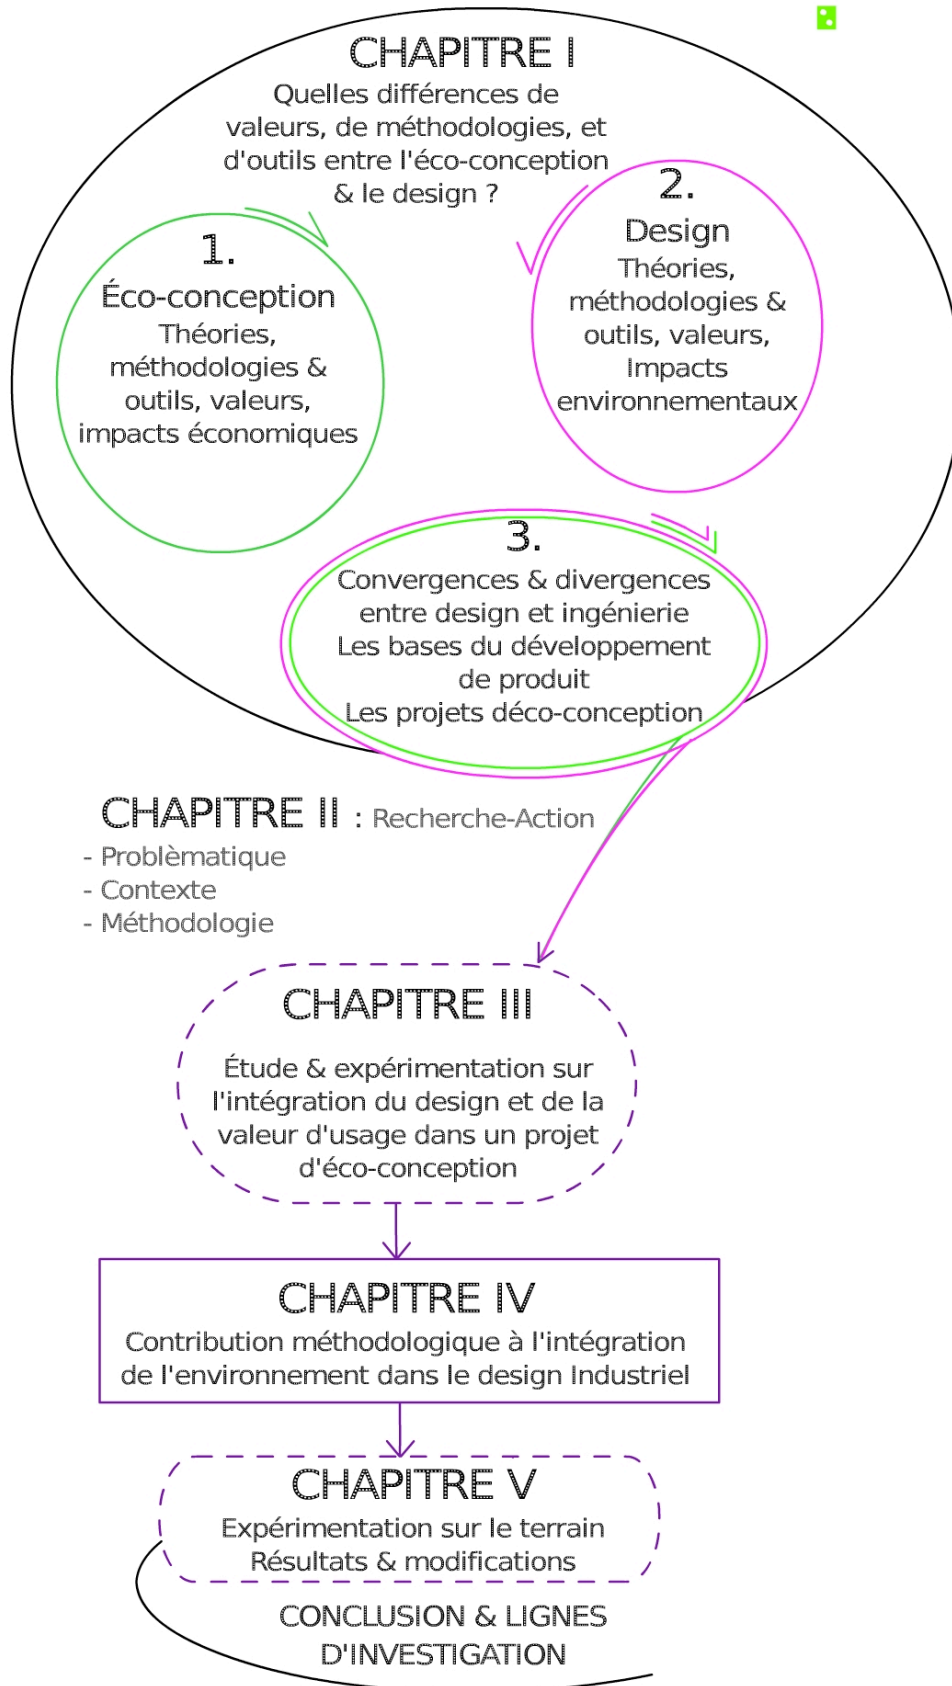 CHAPITRE I
Quelles différences de
valeurs, de méthodologies, et
d'outils entre l'éco-conception
& le design ?
1.
Éco-conception
Théories,
méthodologies &
outils, valeurs,
impacts économiques
2.
Design
Théories,
méthodologies &
outils, valeurs,
Impacts
environnementaux
3.
Convergences & divergences
entre design et ingénierie
Les bases du développement
de produit
Les projets déco-conception
CHAPITRE II : Recherche-Action
- Problèmatique
- Contexte
- Méthodologie
CHAPITRE III
Étude & expérimentation sur
l'intégration du design et de la
valeur d'usage dans un projet
d'éco-conception
CHAPITRE IV
Contribution méthodologique à l'intégration
de l'environnement dans le design Industriel
CHAPITRE V
Expérimentation sur le terrain
Résultats & modifications
CONCLUSION & LIGNES
D'INVESTIGATION